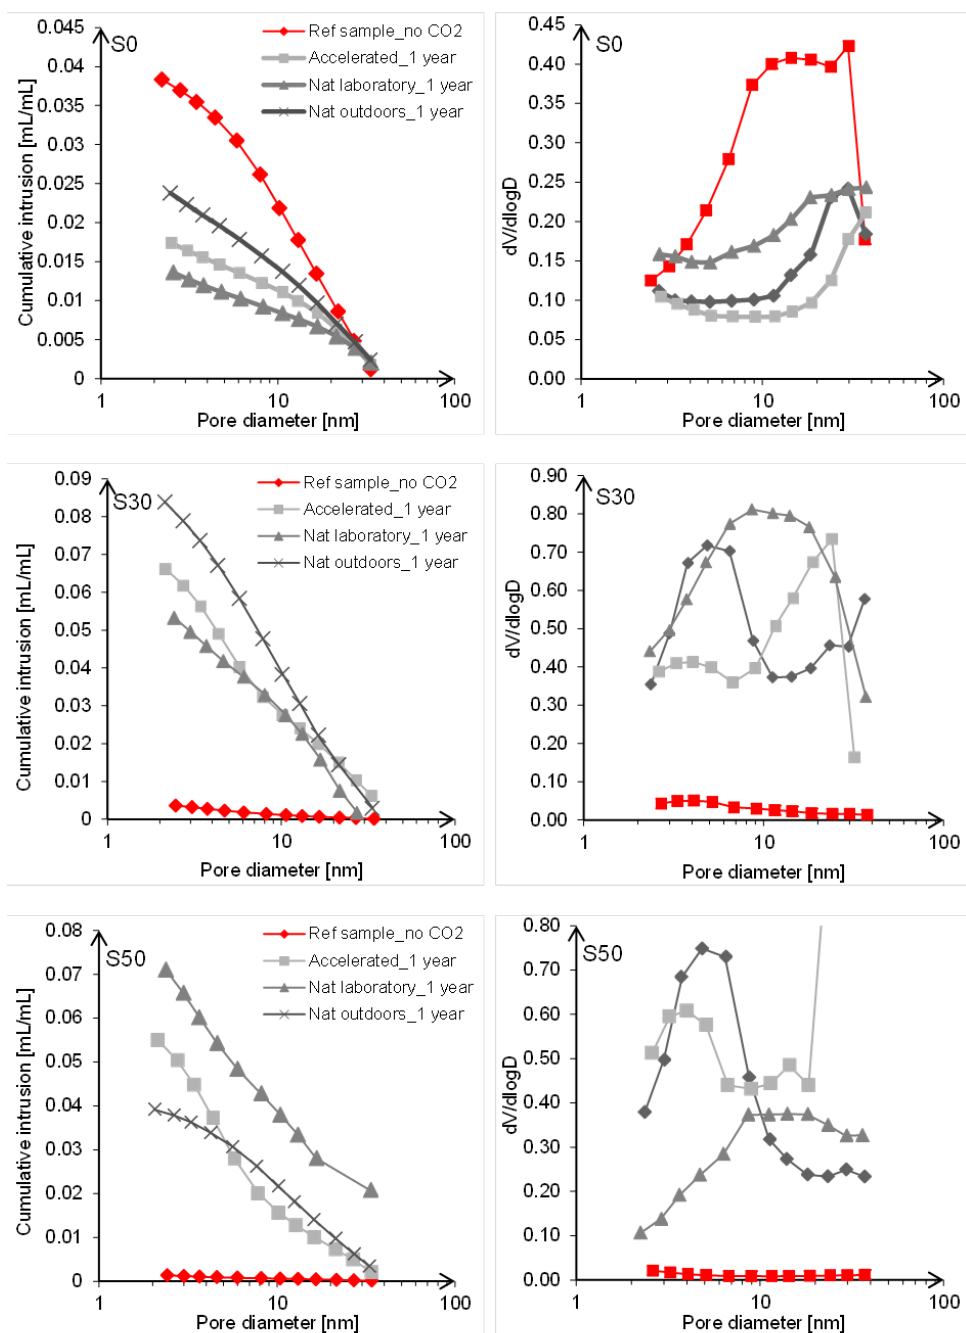 S0
Ref sample_no CO2
Accelerated_1 year
Nat laboratory_1 year
Nat outdoors_1 year
Cumulative intrusion [mL/mL]
0.045
0.04
0.035
0.03
0.025
0.02
0.015
0.01
0.005
0
1
10
100
Pore diameter [nm]
S0
dV/dlogD
0.45
0.40
0.35
0.30
0.25
0.20
0.15
0.10
0.05
0.00
1
10
100
Pore diameter [nm]
S30
Ref sample_no CO2
Accelerated_1 year
Nat laboratory_1 year
Nat outdoors_1 year
Cumulative intrusion [mL/mL]
0.09
0.08
0.07
0.06
0.05
0.04
0.03
0.02
0.01
0
1
10
100
Pore diameter [nm]
S30
dV/dlogD
0.90
0.80
0.70
0.60
0.50
0.40
0.30
0.20
0.10
0.00
1
10
100
Pore diameter [nm]
S50
Ref sample_no CO2
Accelerated_1 year
Nat laboratory_1 year
Nat outdoors_1 year
Cumulative intrusion [mL/mL]
0.08
0.07
0.06
0.05
0.04
0.03
0.02
0.01
0
1
10
100
Pore diameter [nm]
S50
dV/dlogD
0.80
0.70
0.60
0.50
0.40
0.30
0.20
0.10
0.00
1
10
100
Pore diameter [nm]